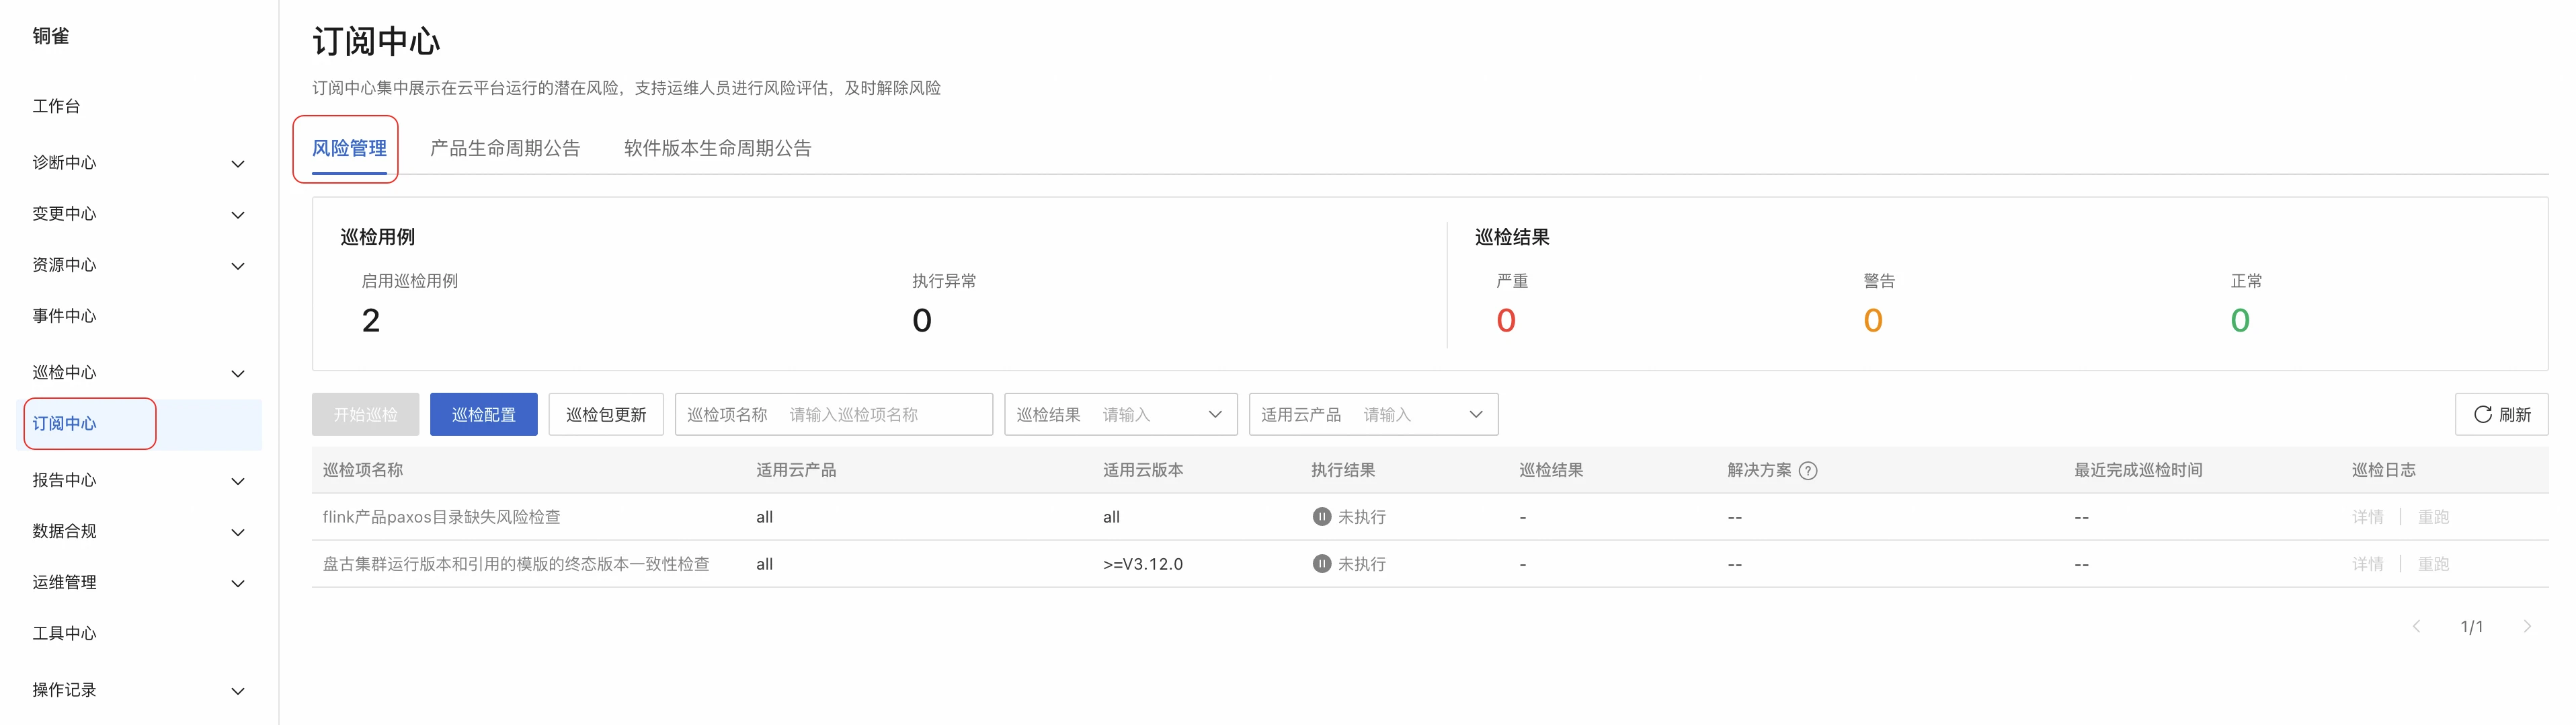 铜雀
工作台
诊断中心
变更中心
资源中心
事件中心
巡检中心
订阅中心
报告中心
数据合规
运维管理
工具中心
操作记录
订阅中心
订阅中心集中展示在云平台运行的潜在风险，支持运维人员进行风险评估，及时解除风险
风险管理 产品生命周期公告 软件版本生命周期公告
巡检用例 巡检结果
启用巡检用例 执行异常 严重 警告 正常
2 0 0 0 0
开始巡检 巡检配置 巡检包更新 巡检项名称 请输入巡检项名称 巡检结果 请输入 适用云产品 请输入 刷新
巡检项名称 适用云产品 适用云版本 执行结果 巡检结果 解决方案 ? 最近完成巡检时间 巡检日志
flink产品paxos目录缺失风险检查 all all 未执行 - -- -- 详情 | 重跑
盘古集群运行版本和引用的模版的终态版本一致性检查 all >=V3.12.0 未执行 - -- -- 详情 | 重跑
< 1/1 >